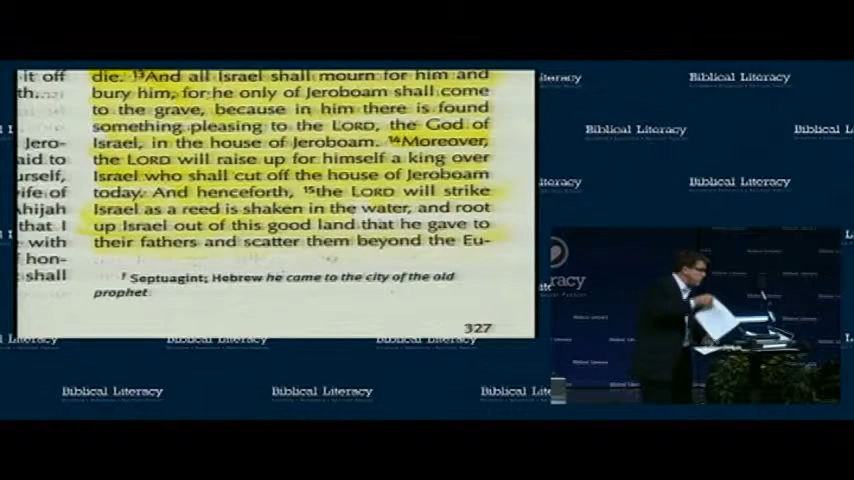 it off
th.
Jero-
aid to
urself,
ife of
Ahijah
that I
with
hon-
shall
die. 13And all Israel shall mourn for him and
bury him, for he only of Jeroboam shall come
to the grave, because in him there is found
something pleasing to the LORD, the God of
Israel, in the house of Jeroboam. 14Moreover,
the LORD will raise up for himself a king over
Israel who shall cut off the house of Jeroboam
today. And henceforth, 15the LORD will strike
Israel as a reed is shaken in the water, and root
up Israel out of this good land that he gave to
their fathers and scatter them beyond the Eu-
1 Septuagint; Hebrew he came to the city of the old
prophet
327
Biblical Literacy
Biblical Literacy
Biblical Literacy
Biblical Literacy
Biblical Literacy